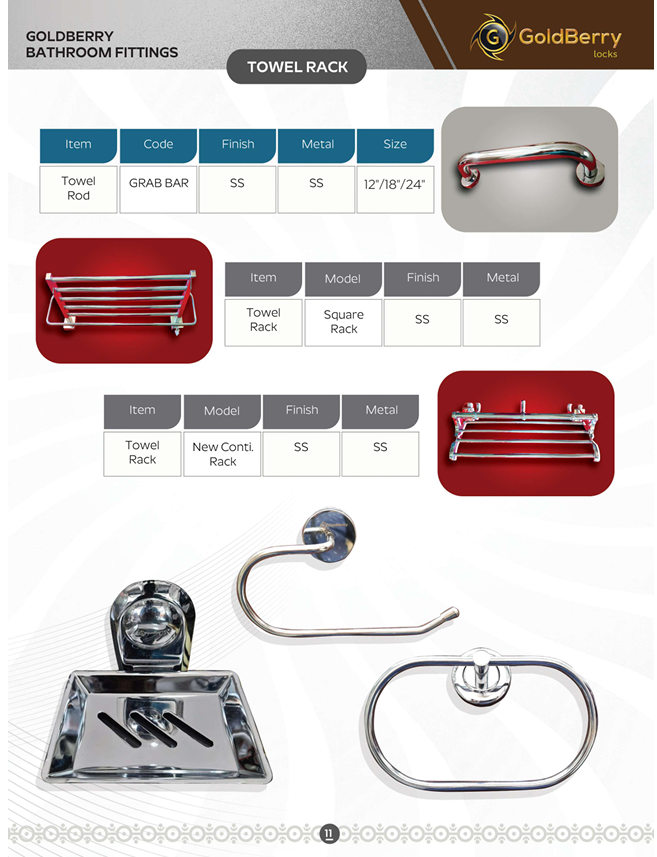 GOLDBERRY
BATHROOM FITTINGS
GoldBerry
locks
G
TOWEL RACK
Item Code Finish Metal Size
Towel Rod GRAB BAR SS SS 12"/18"/24"
Item Model Finish Metal
Towel Rack Square Rack SS SS
Item Model Finish Metal
Towel Rack New Conti. Rack SS SS
GoldBerry
11